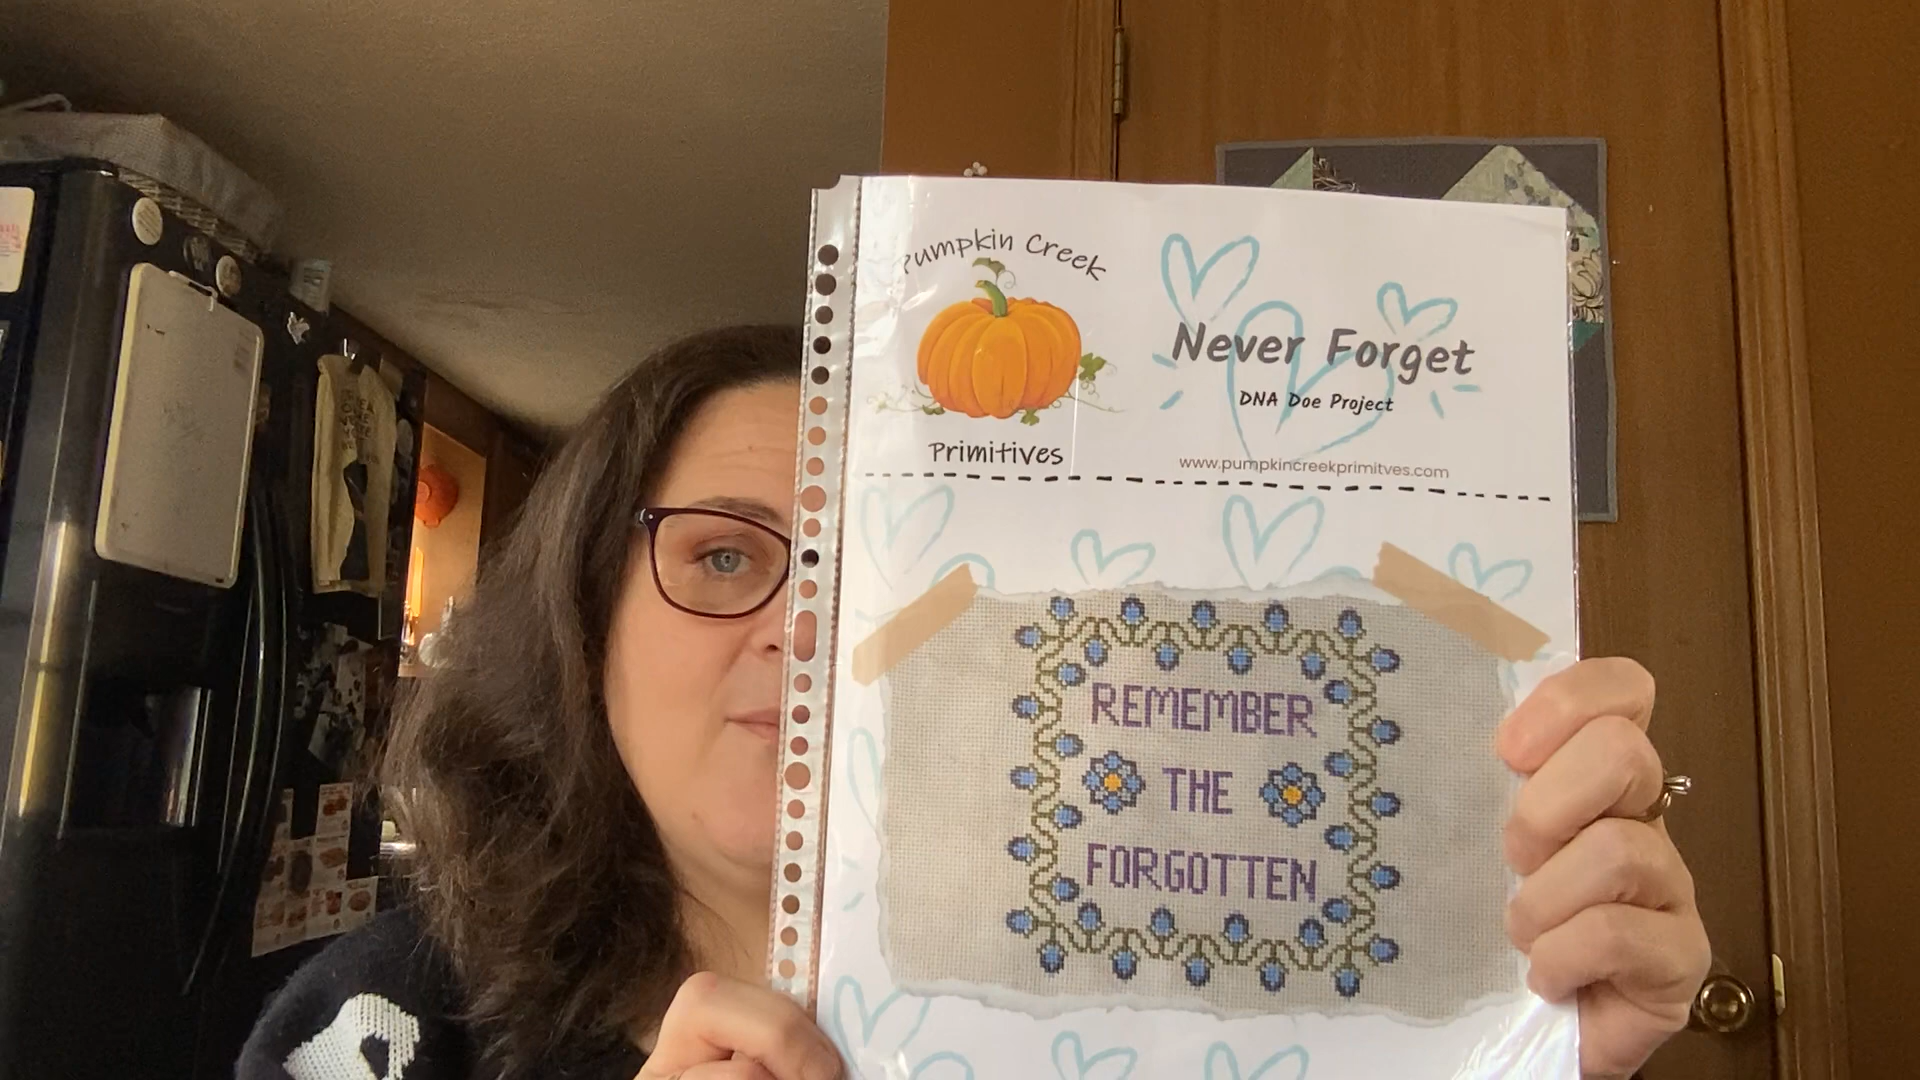 Pumpkin Creek
Primitives
Never Forget
DNA Doe Project
www.pumpkincreekprimitves.com
REMEMBER
THE
FORGOTTEN